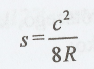 s = c²/8R